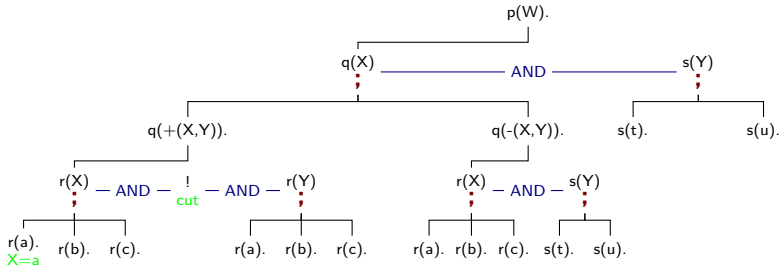 p(W).
q(X) AND s(Y)
;
;
q(+(X,Y)). q(-(X,Y)). s(t). s(u).
r(X) AND ! AND r(Y) r(X) AND s(Y)
cut
; ; ; ;
r(a). r(b). r(c). r(a). r(b). r(c). r(a). r(b). r(c). s(t). s(u).
X=a